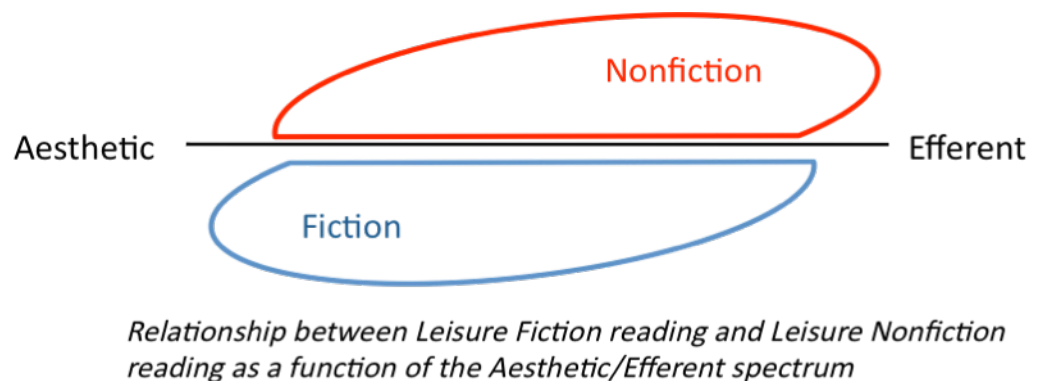 Nonfiction
Aesthetic
Efferent
Fiction
Relationship between Leisure Fiction reading and Leisure Nonfiction
reading as a function of the Aesthetic/Efferent spectrum